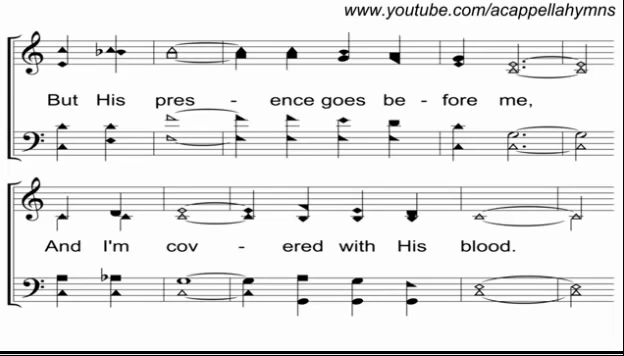 www.youtube.com/acappellahymns
But His pres - ence goes be - fore me,
And I'm cov - ered with His blood.